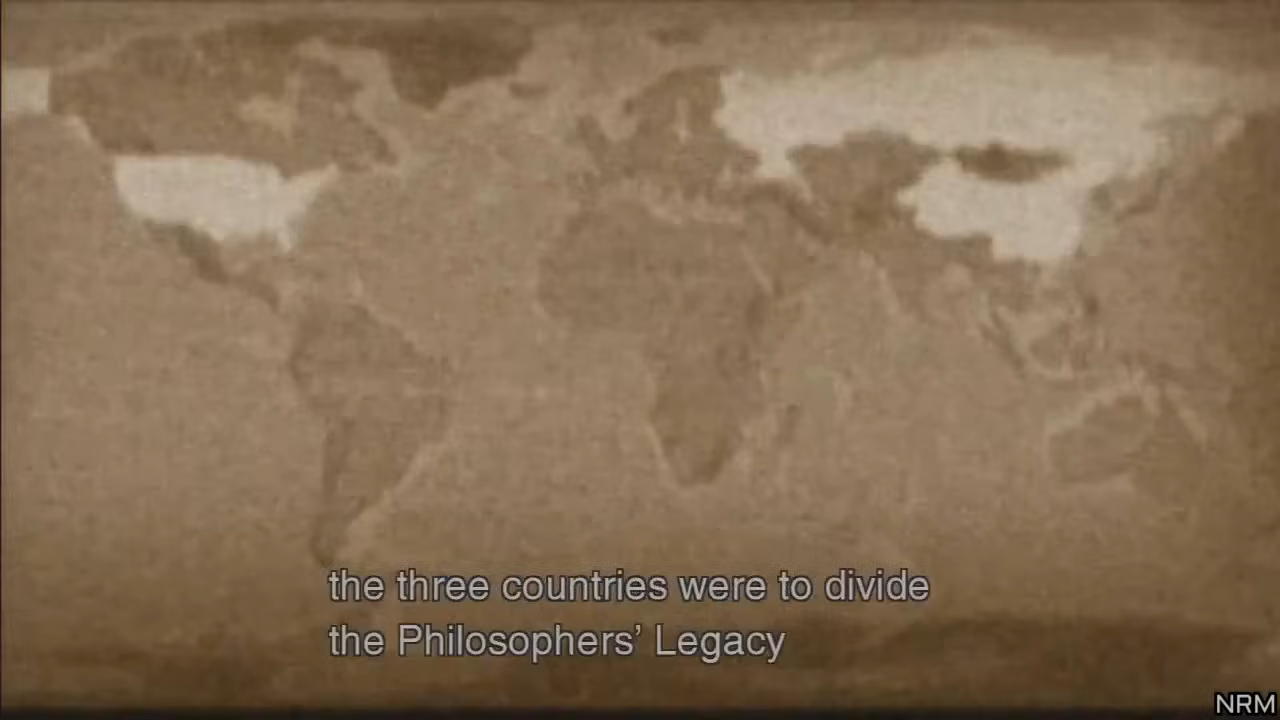 the three countries were to divide
the Philosophers’ Legacy
NRM